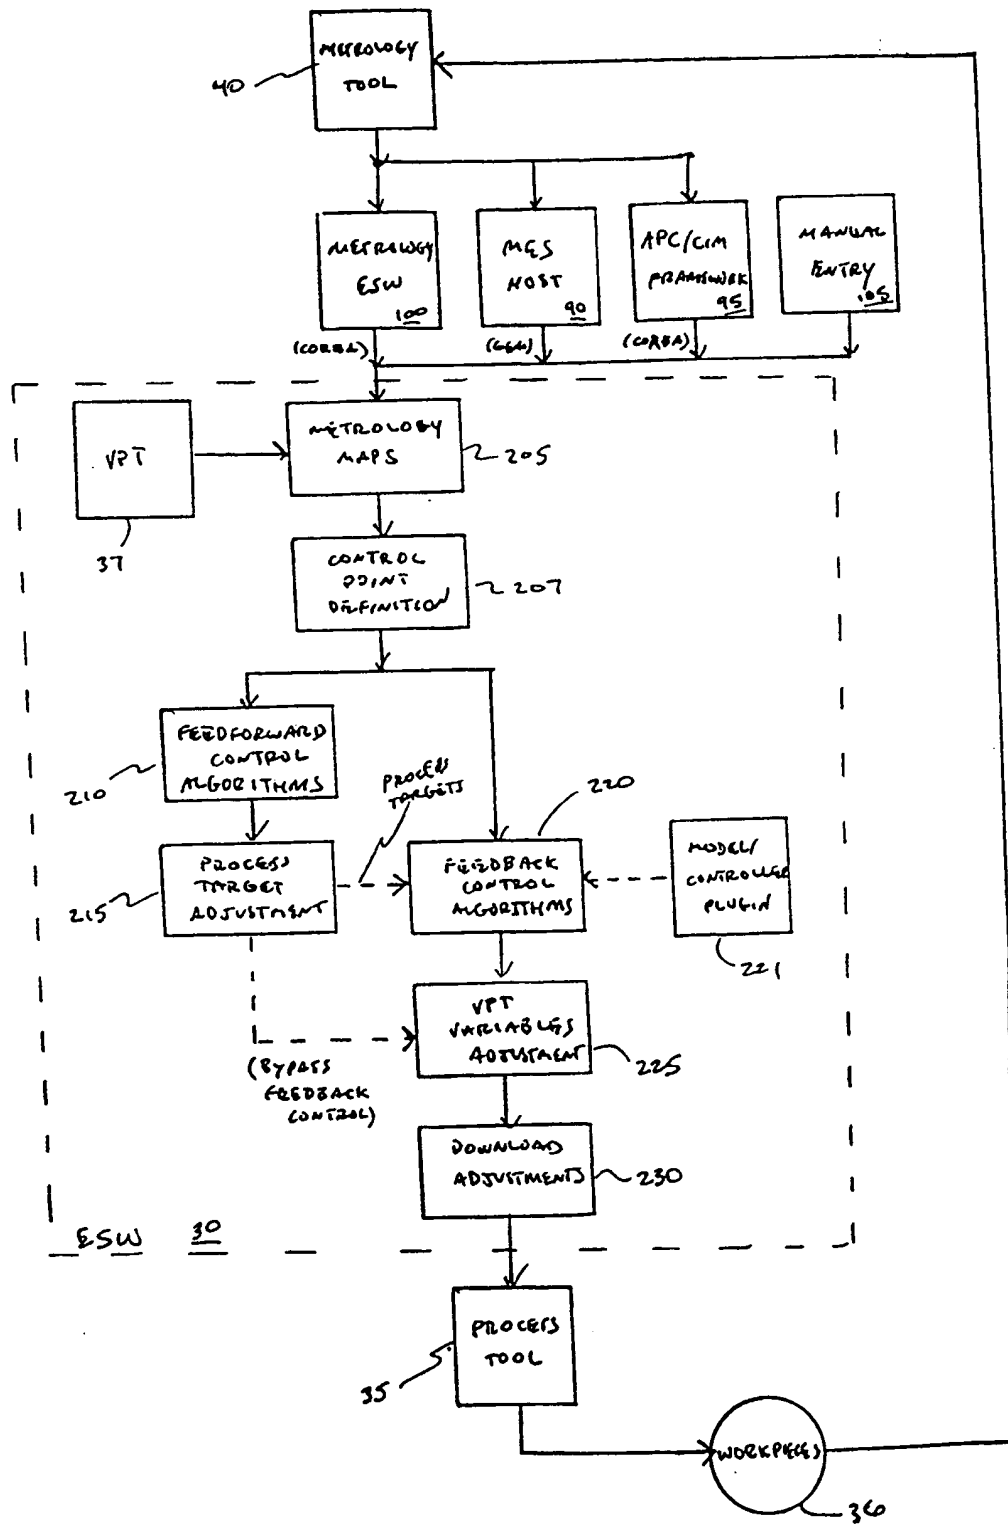 METROLOGY
TOOL
40
METROLOGY
ESW
100
MES
HOST
90
APC/CIM
FRAMEWORK
95
MANUAL
ENTRY
105
(CORBA)
(GEM)
(CORBA)
VPT
37
METROLOGY
MAPS
205
CONTROL
POINT
DEFINITION
207
FEEDFORWARD
CONTROL
ALGORITHMS
210
PROCESS
TARGETS
220
PROCESS
TARGET
ADJUSTMENT
215
FEEDBACK
CONTROL
ALGORITHMS
MODEL/
CONTROLLER
PLUGIN
221
VPT
VARIABLES
ADJUSTMENT
225
(BYPASS
FEEDBACK
CONTROL)
DOWNLOAD
ADJUSTMENTS
230
ESW 30
PROCESS
TOOL
35
WORKPIECES
36